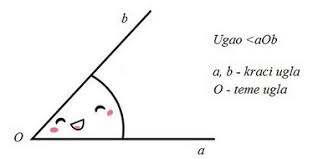 b
Ugao <aOb
a, b - kraci ugla
O - teme ugla
O
a